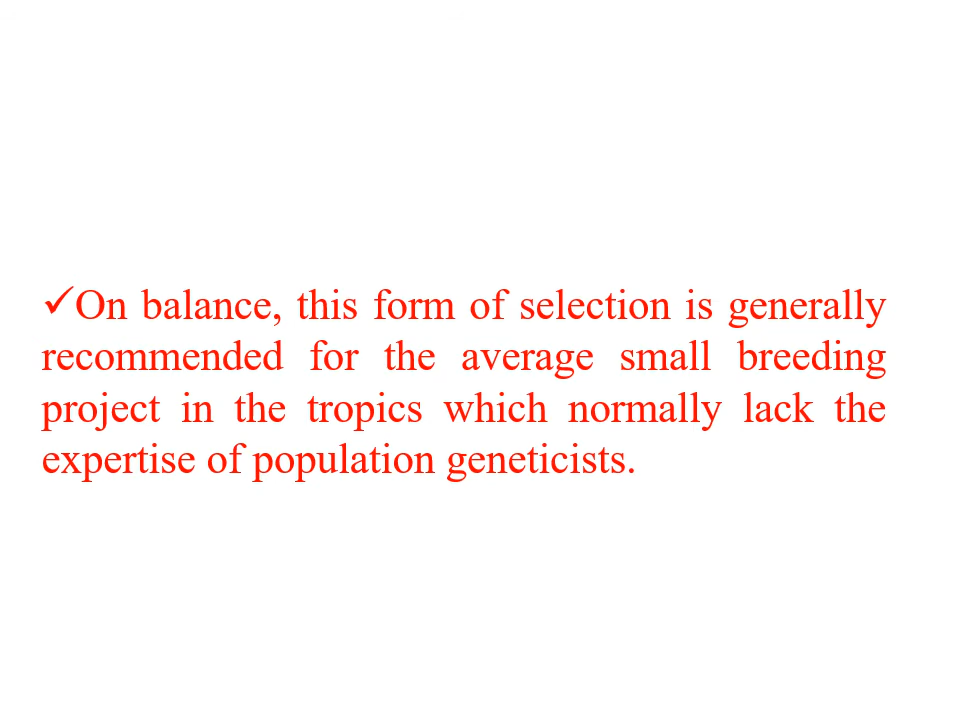 ✓On balance, this form of selection is generally
recommended for the average small breeding
project in the tropics which normally lack the
expertise of population geneticists.